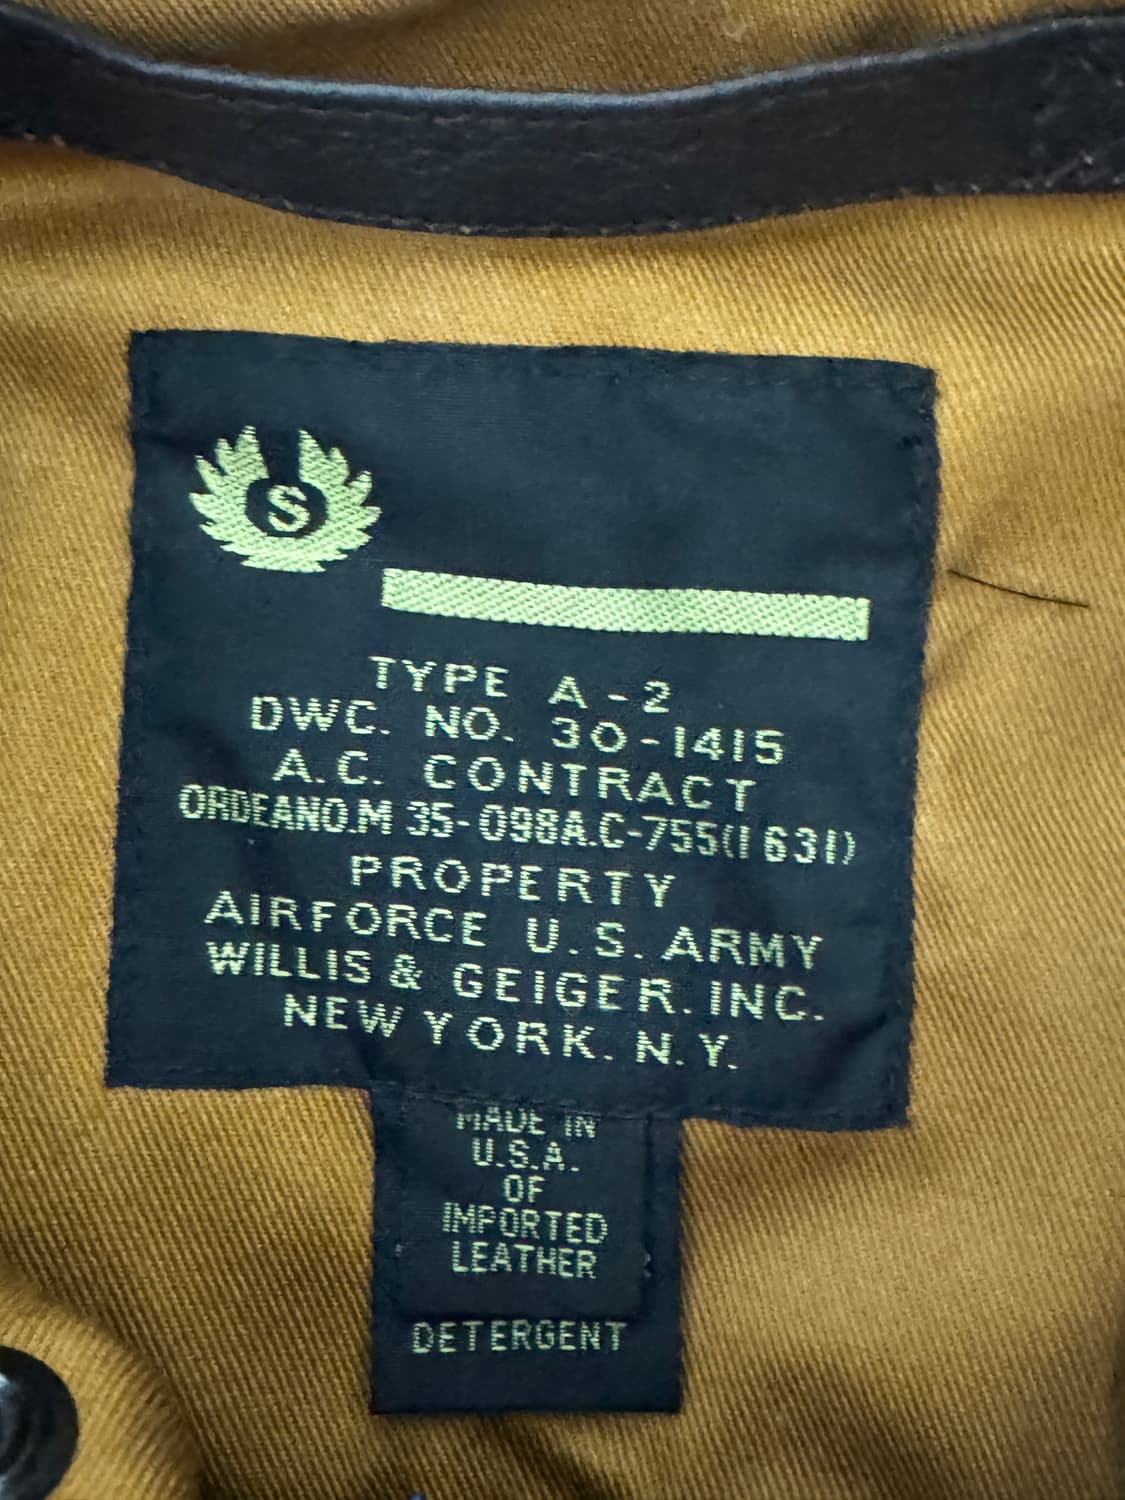 S
TYPE A-2
DWC. NO. 30-1415
A.C. CONTRACT
ORDEANO.M 35-098A.C-755(1631)
PROPERTY
AIRFORCE U.S. ARMY
WILLIS & GEIGER. INC.
NEW YORK. N.Y.
MADE IN
U.S.A.
OF
IMPORTED
LEATHER
DETERGENT